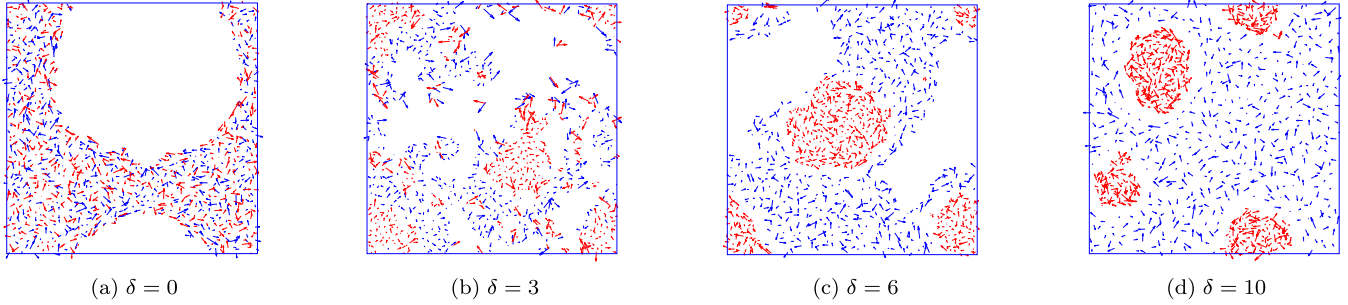 (a) δ = 0
(b) δ = 3
(c) δ = 6
(d) δ = 10